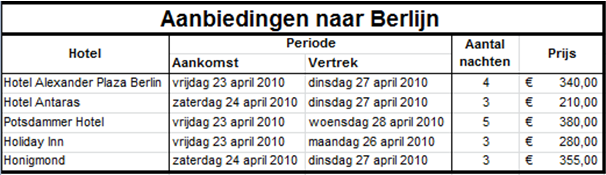 Aanbiedingen naar Berlijn
Hotel Periode Aantal nachten Prijs
Aankomst Vertrek
Hotel Alexander Plaza Berlin vrijdag 23 april 2010 dinsdag 27 april 2010 4 € 340,00
Hotel Antaras zaterdag 24 april 2010 dinsdag 27 april 2010 3 € 210,00
Potsdammer Hotel vrijdag 23 april 2010 woensdag 28 april 2010 5 € 380,00
Holiday Inn vrijdag 23 april 2010 maandag 26 april 2010 3 € 280,00
Honigmond zaterdag 24 april 2010 dinsdag 27 april 2010 3 € 355,00